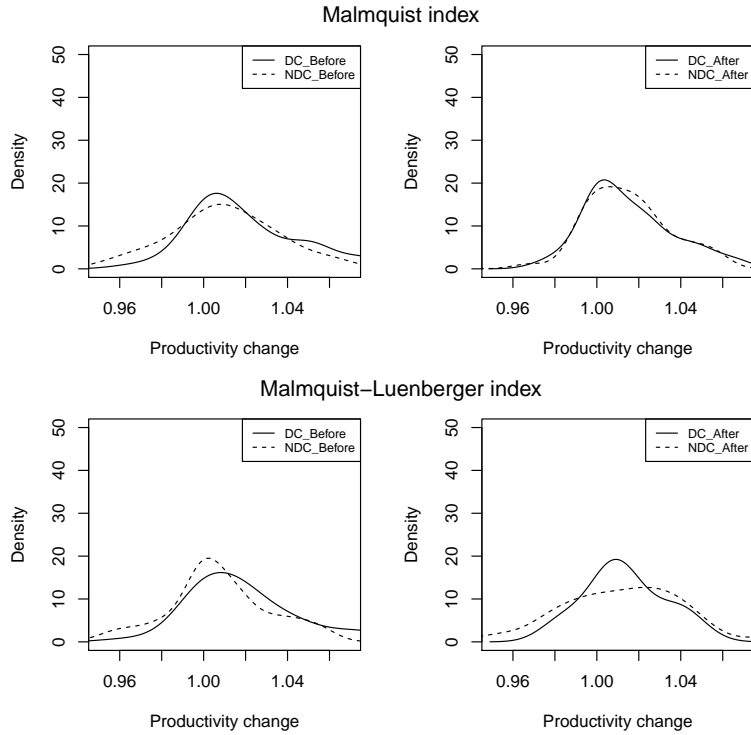 Malmquist index
Density
50
40
30
20
10
0
DC_Before
NDC_Before
0.96 1.00 1.04
Productivity change
Density
50
40
30
20
10
0
DC_After
NDC_After
0.96 1.00 1.04
Productivity change
Malmquist−Luenberger index
Density
50
40
30
20
10
0
DC_Before
NDC_Before
0.96 1.00 1.04
Productivity change
Density
50
40
30
20
10
0
DC_After
NDC_After
0.96 1.00 1.04
Productivity change